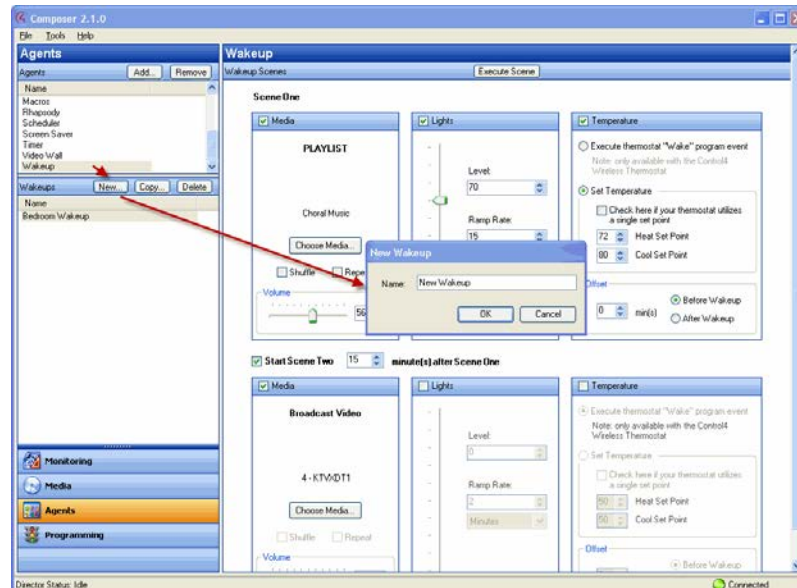 Composer 2.1.0
File Tools Help
Agents
Agents Add... Remove
Name
Macros
Rhapsody
Scheduler
Screen Saver
Timer
Video Wall
Wakeup
Wakeups New... Copy... Delete
Name
Bedroom Wakeup
Monitoring
Media
Agents
Programming
Wakeup
Wakeup Scenes Execute Scene
Scene One
Media
PLAYLIST
Choral Music
Choose Media...
Shuffle
Volume
56
Lights
Level:
70
Ramp Rate:
15
Temperature
Execute thermostat "Wake" program event
Note: only available with the Control4
Wireless Thermostat
Set Temperature
Check here if your thermostat utilizes
a single set point
72 Heat Set Point
80 Cool Set Point
Offset
0 min(s)
Before Wakeup
After Wakeup
New Wakeup
Name: New Wakeup
OK Cancel
Start Scene Two 15 minute(s) after Scene One
Media
Broadcast Video
4 - KTVXDT1
Choose Media...
Shuffle Repeat
Volume
Lights
Level:
0
Ramp Rate:
2
Minutes
Temperature
Execute thermostat "Wake" program event
Note: only available with the Control4
Wireless Thermostat
Set Temperature
Check here if your thermostat utilizes
a single set point
Heat Set Point
Cool Set Point
Offset
Before Wakeup
Director Status: Idle
Connected